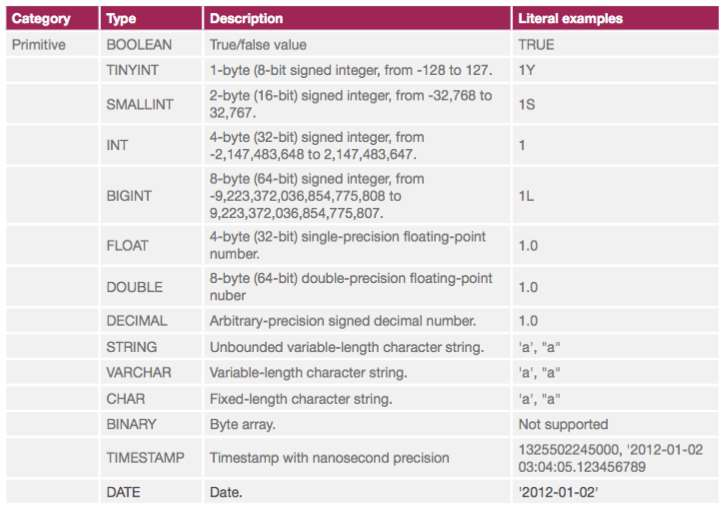 Category Type Description Literal examples
Primitive BOOLEAN True/false value TRUE
TINYINT 1-byte (8-bit signed integer, from -128 to 127. 1Y
SMALLINT 2-byte (16-bit) signed integer, from -32,768 to
32,767. 1S
INT 4-byte (32-bit) signed integer, from
-2,147,483,648 to 2,147,483,647. 1
BIGINT 8-byte (64-bit) signed integer, from
-9,223,372,036,854,775,808 to
9,223,372,036,854,775,807. 1L
FLOAT 4-byte (32-bit) single-precision floating-point
number. 1.0
DOUBLE 8-byte (64-bit) double-precision floating-point
nuber 1.0
DECIMAL Arbitrary-precision signed decimal number. 1.0
STRING Unbounded variable-length character string. 'a', "a"
VARCHAR Variable-length character string. 'a', "a"
CHAR Fixed-length character string. 'a', "a"
BINARY Byte array. Not supported
TIMESTAMP Timestamp with nanosecond precision 1325502245000, '2012-01-02
03:04:05.123456789
DATE Date. '2012-01-02'